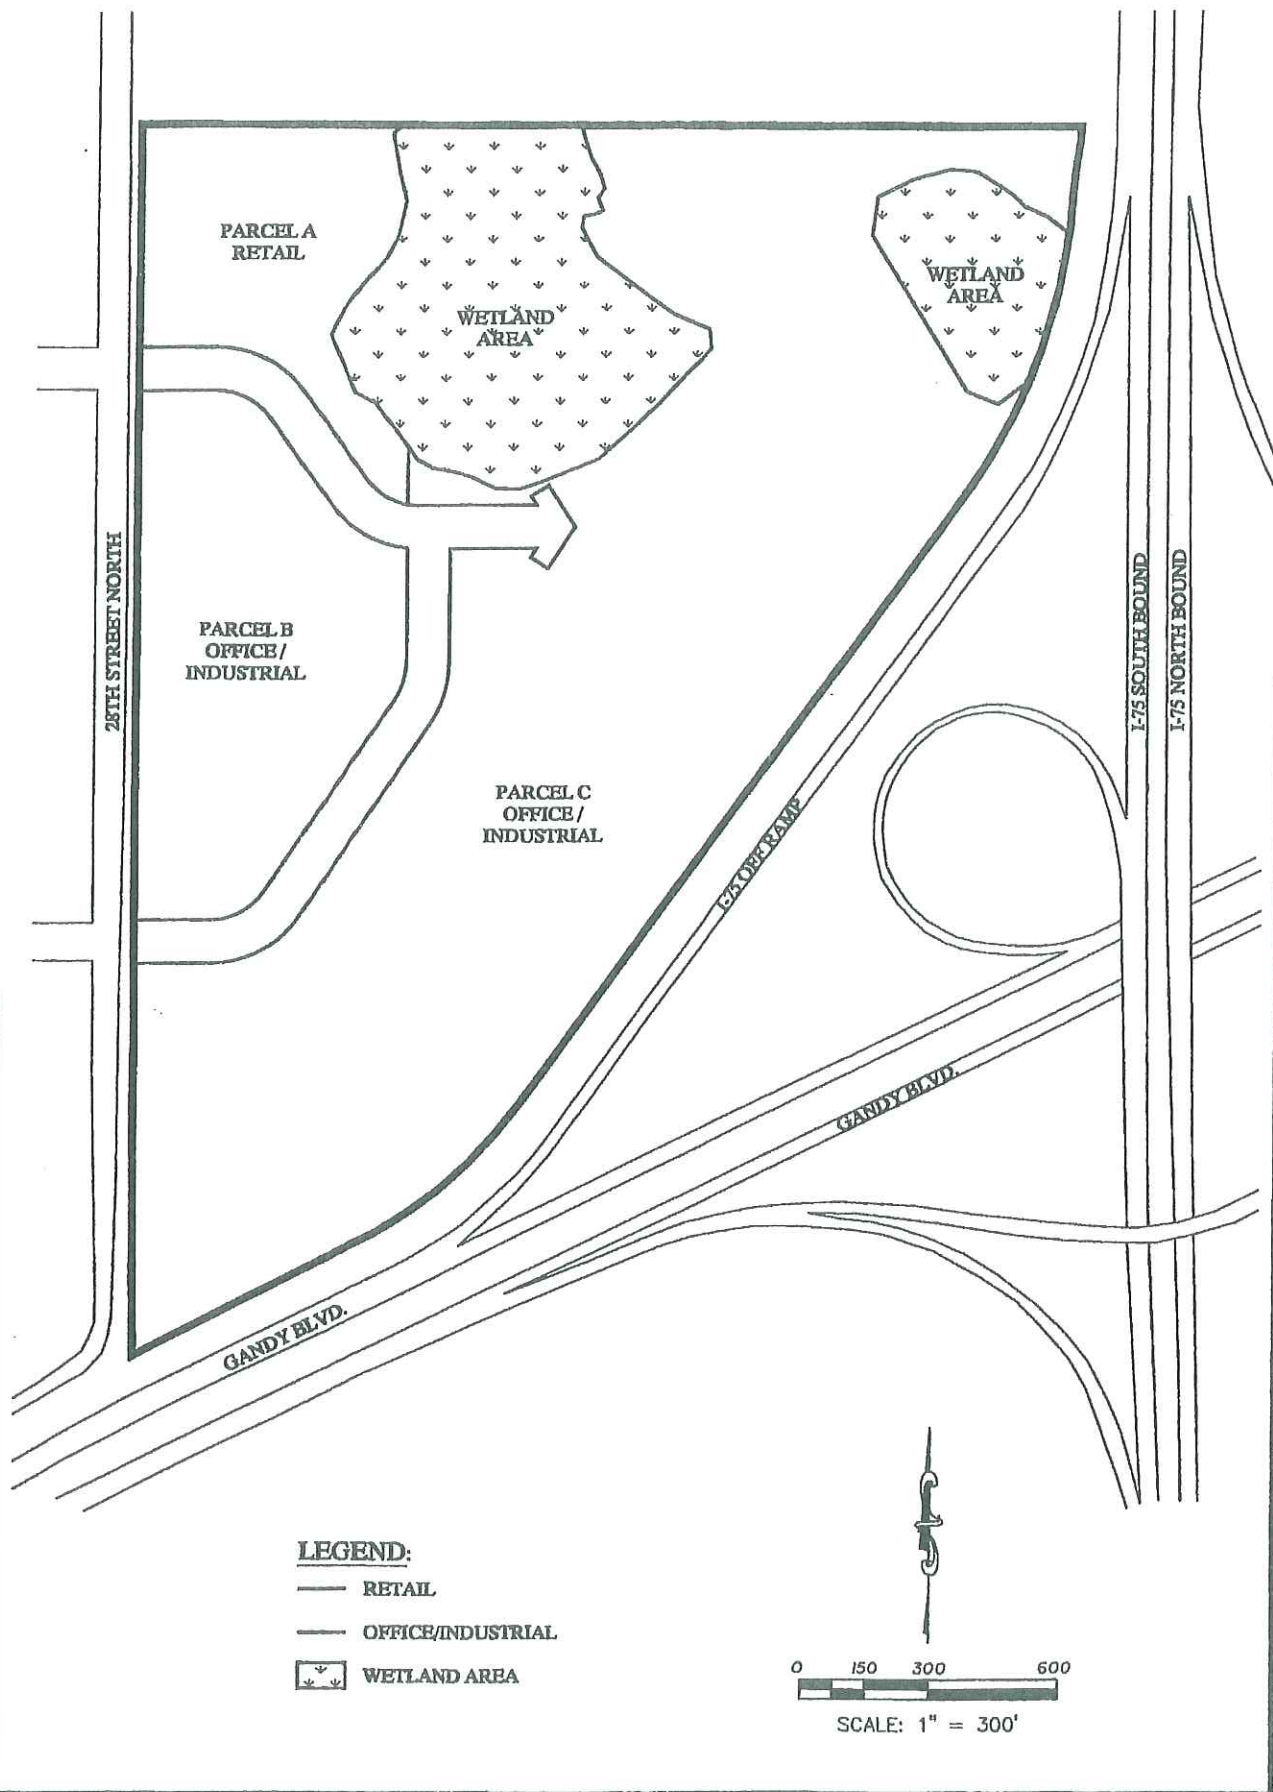 PARCEL A
RETAIL
WETLAND
AREA
WETLAND
AREA
28TH STREET NORTH
I-75 SOUTH BOUND
I-75 NORTH BOUND
PARCEL B
OFFICE /
INDUSTRIAL
PARCEL C
OFFICE /
INDUSTRIAL
I-75 OFF RAMP
GANDY BLVD.
GANDY BLVD.
LEGEND:
RETAIL
OFFICE/INDUSTRIAL
WETLAND AREA
0 150 300 600
SCALE: 1" = 300'